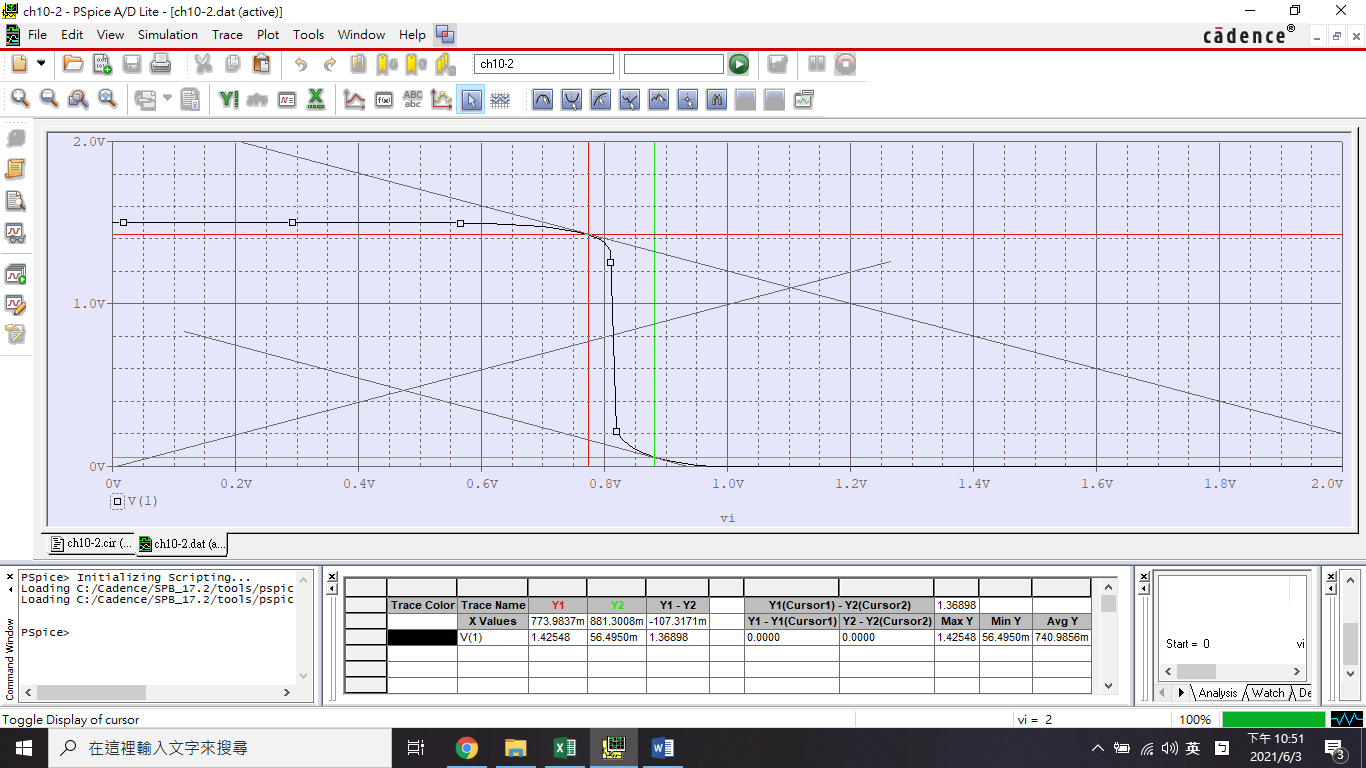 ch10-2 - PSpice A/D Lite - [ch10-2.dat (active)]
File Edit View Simulation Trace Plot Tools Window Help
cādence®
ch10-2
ABC
abc
2.0V
1.0V
0V
0V 0.2V 0.4V 0.6V 0.8V 1.0V 1.2V 1.4V 1.6V 1.8V 2.0V
V(1)
vi
ch10-2.cir (... ch10-2.dat (a...
PSpice> Initializing Scripting...
Loading C:/Cadence/SPB_17.2/tools/pspic
Loading C:/Cadence/SPB_17.2/tools/pspic
PSpice>
Command Window
Trace Color Trace Name Y1 Y2 Y1 - Y2 Y1(Cursor1) - Y2(Cursor2) 1.36898
X Values 773.9837m 881.3008m -107.3171m Y1 - Y1(Cursor1) Y2 - Y2(Cursor2) Max Y Min Y Avg Y
V(1) 1.42548 56.4950m 1.36898 0.0000 0.0000 1.42548 56.4950m 740.9856m
Start = 0 vi
Analysis Watch De
Toggle Display of cursor
vi = 2
100%
在這裡輸入文字來搜尋
英
下午 10:51
2021/6/3
3